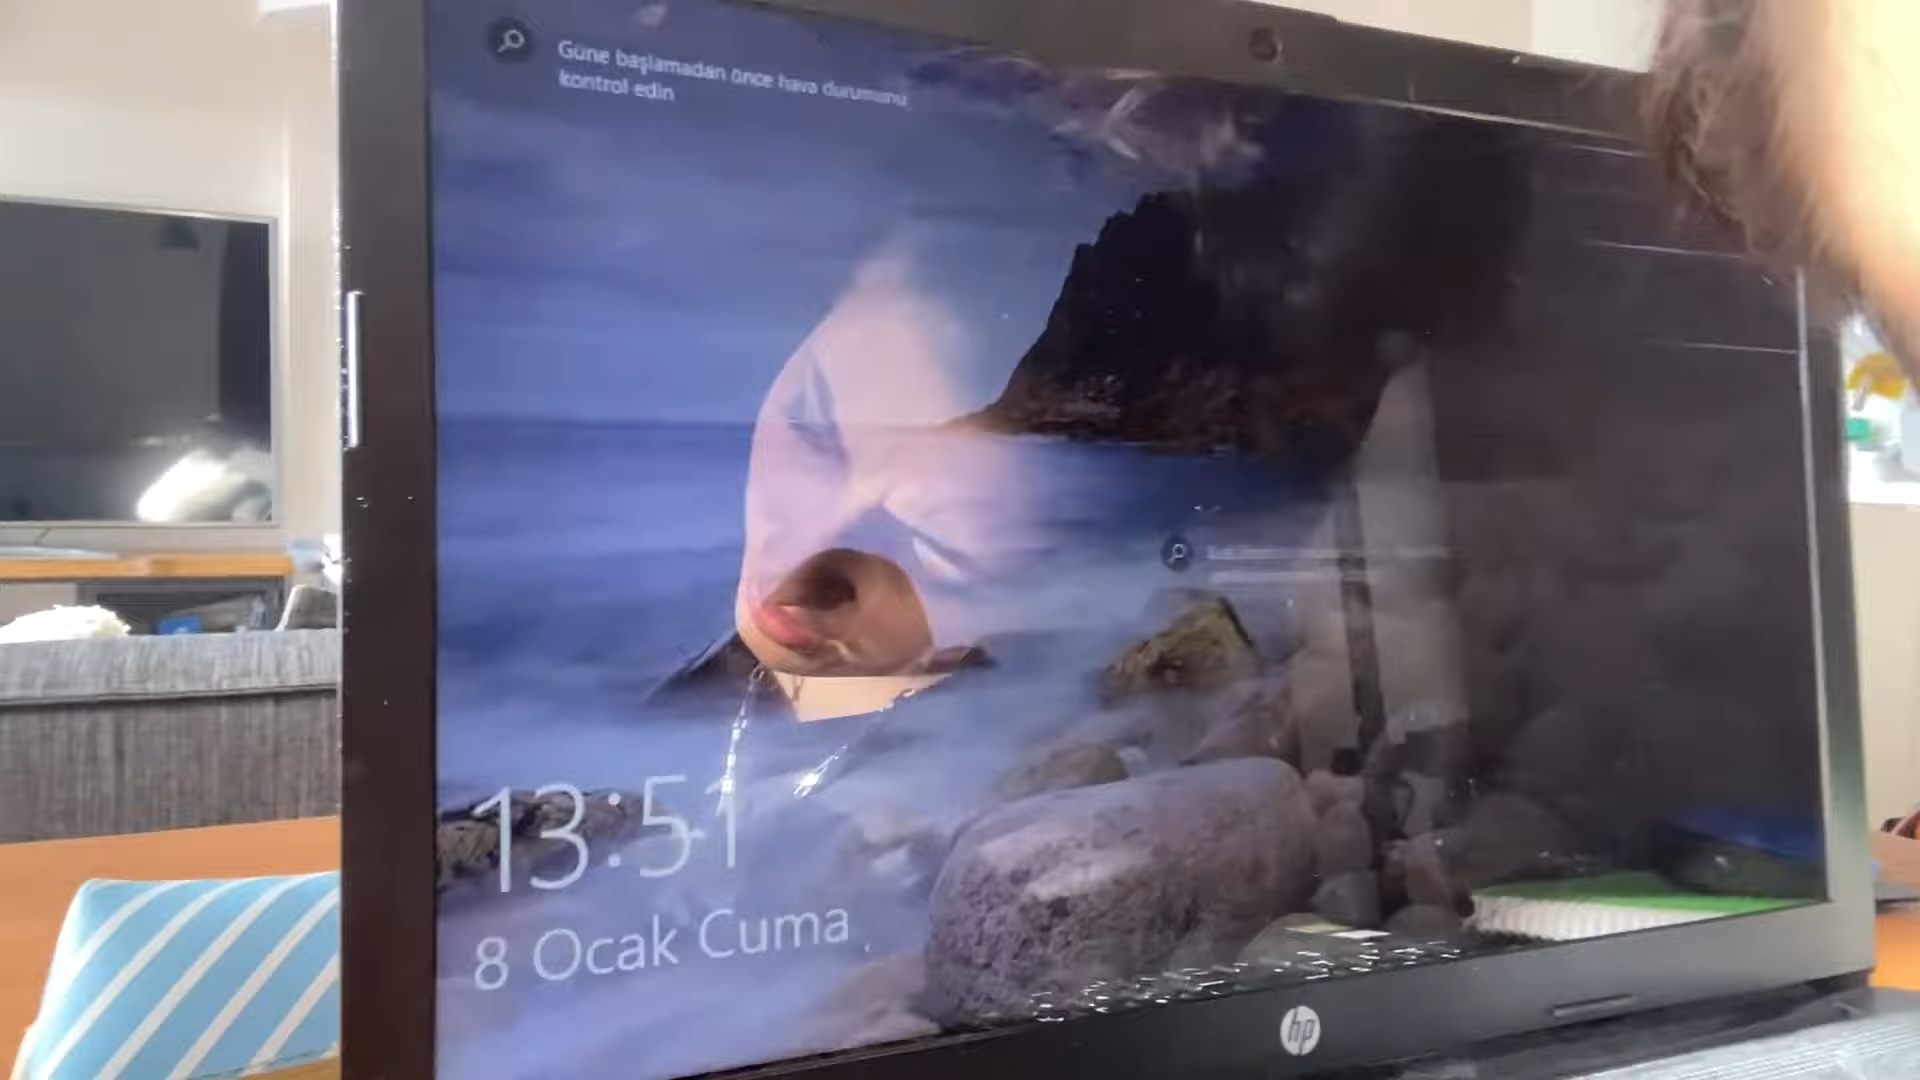 Güne başlamadan önce hava durumunu
kontrol edin
13:51
8 Ocak Cuma
hp